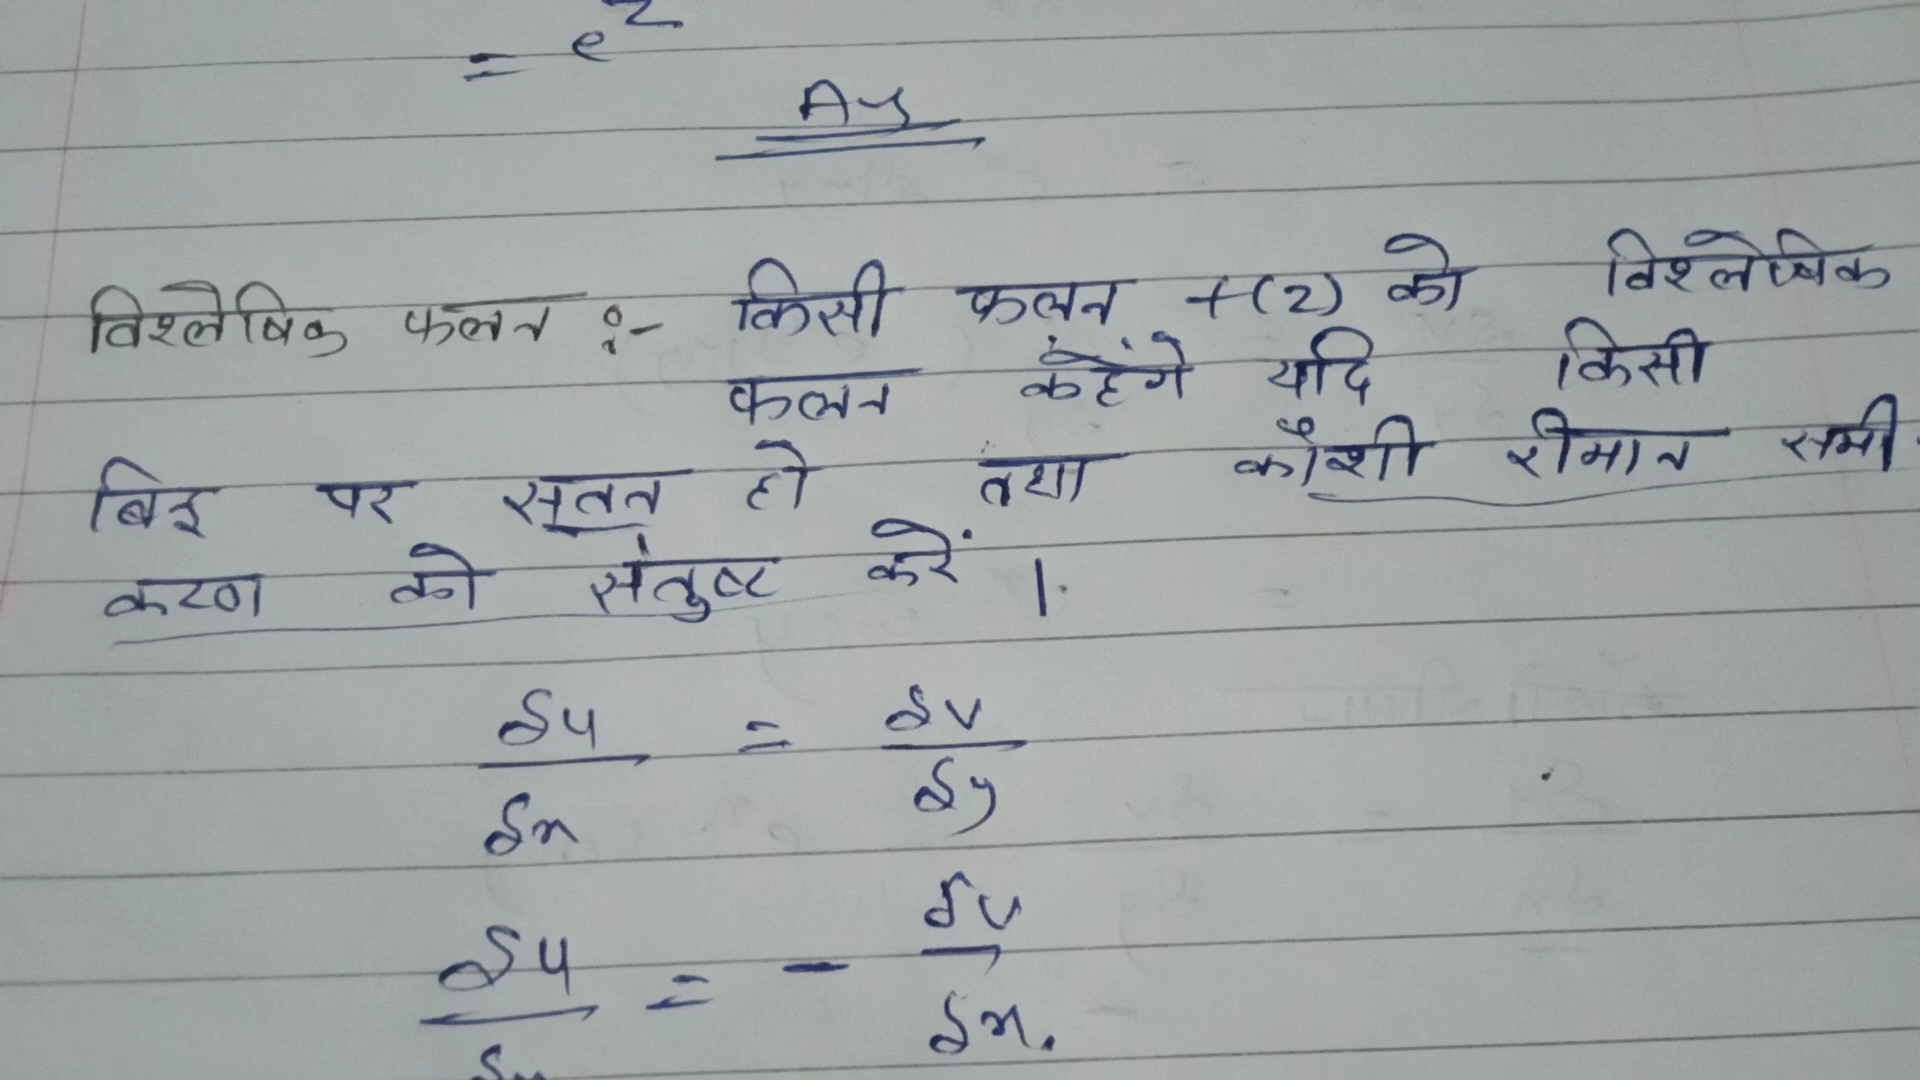 = e^z
Ans
विश्लेषिक फलन :- किसी फलन f(z) को विश्लेषिक
फलन कहेंगे यदि किसी
बिंदु पर सतत हो तथा कौशी रीमान समी-
करण को संतुष्ट करें ।
δu/δx = δv/δy
δu/δy = - δv/δx.